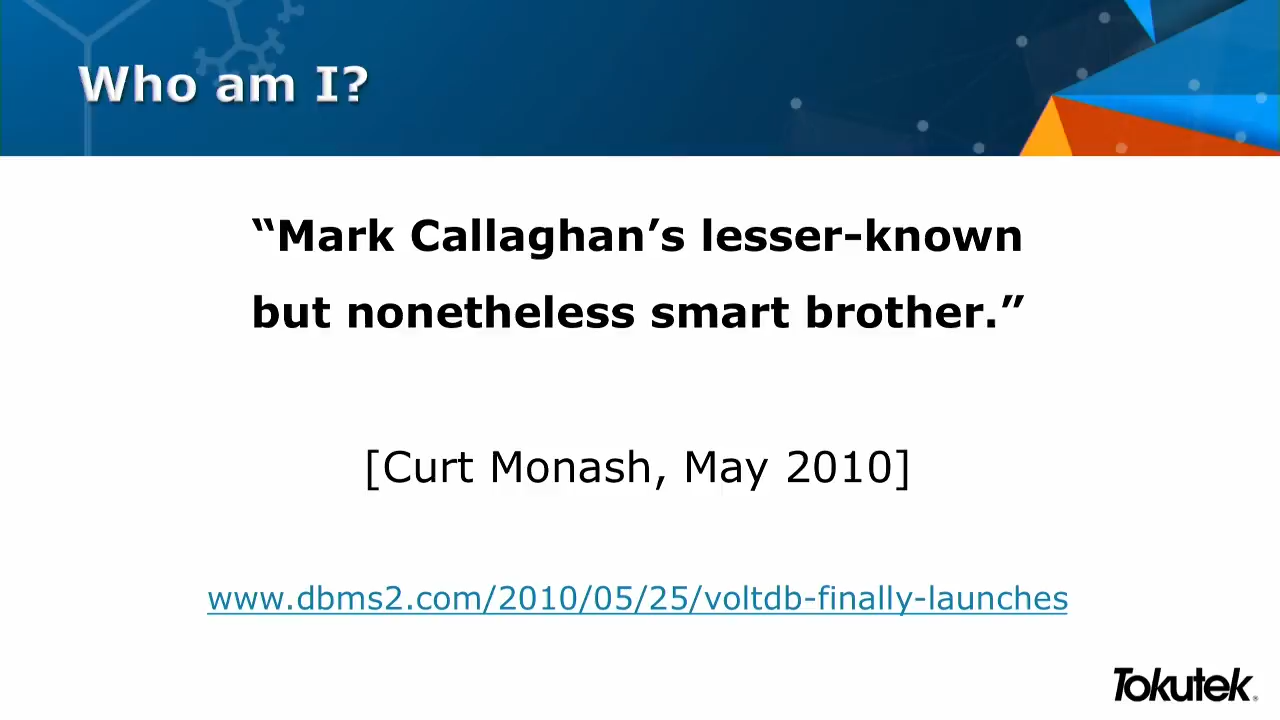 Who am I?
“Mark Callaghan’s lesser-known
but nonetheless smart brother.”
[Curt Monash, May 2010]
www.dbms2.com/2010/05/25/voltdb-finally-launches
Tokutek